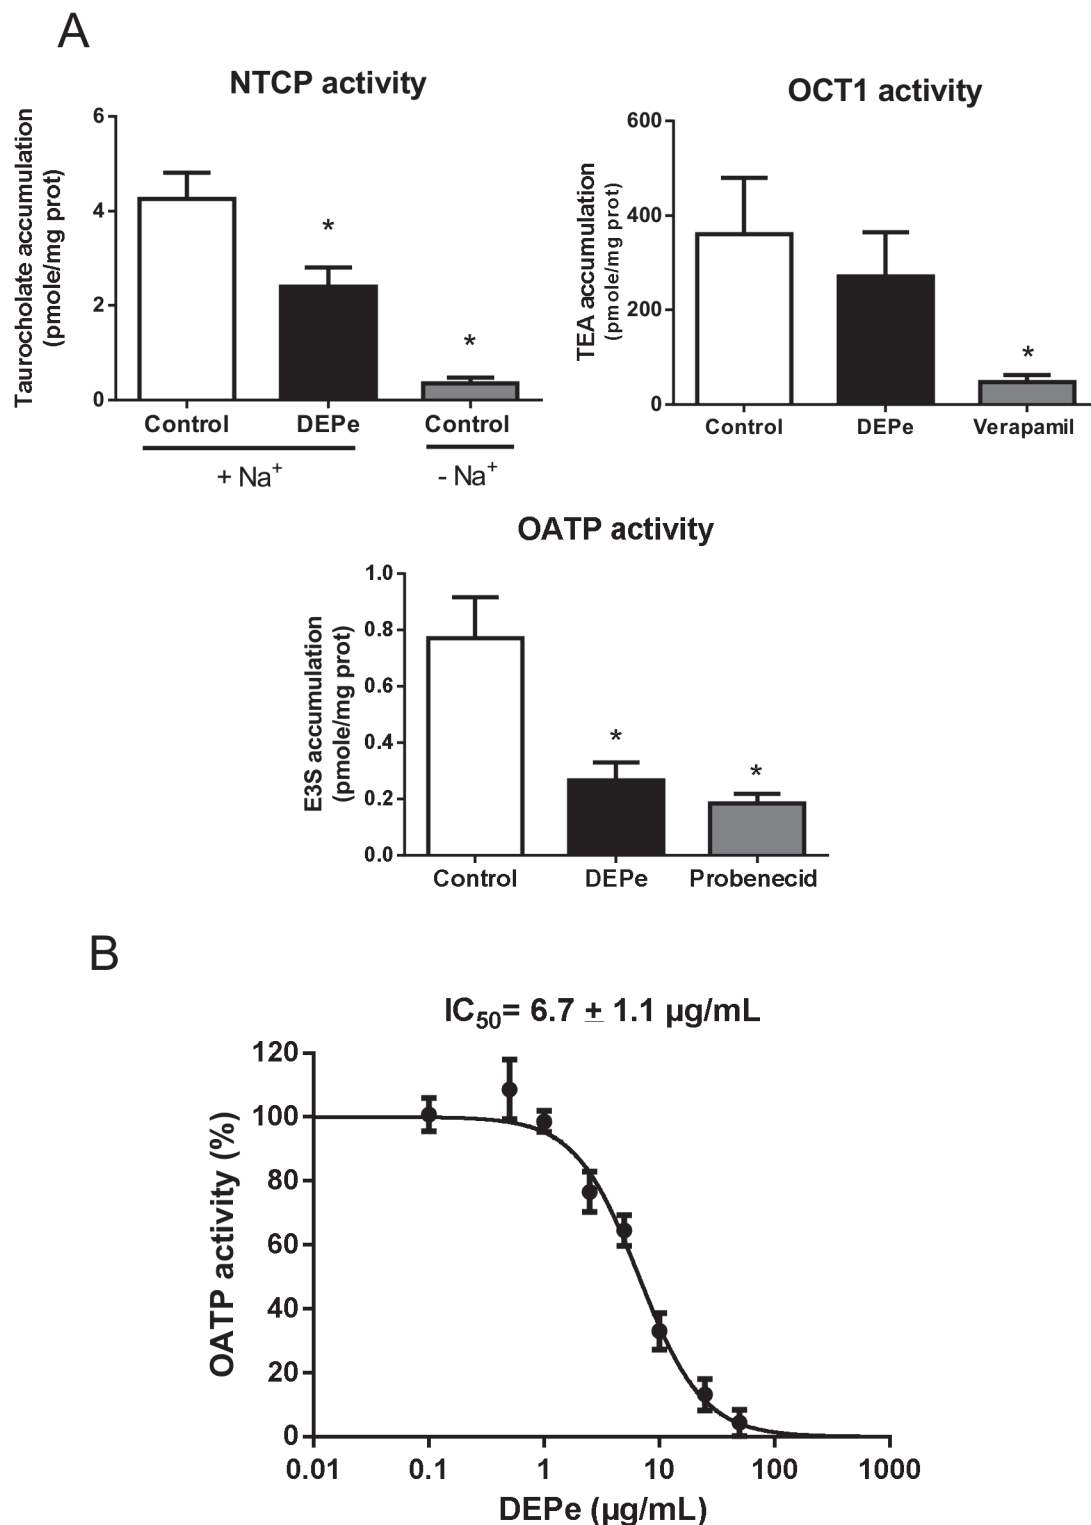 A
NTCP activity
Taurocholate accumulation
(pmole/mg prot)
6
4
2
0
*
*
Control DEPe Control
+ Na⁺ - Na⁺
OCT1 activity
TEA accumulation
(pmole/mg prot)
600
400
200
0
*
Control DEPe Verapamil
OATP activity
E3S accumulation
(pmole/mg prot)
1.0
0.8
0.6
0.4
0.2
0.0
*
*
Control DEPe Probenecid
B
IC₅₀= 6.7 ± 1.1 µg/mL
OATP activity (%)
120
100
80
60
40
20
0
0.01 0.1 1 10 100 1000
DEPe (µg/mL)